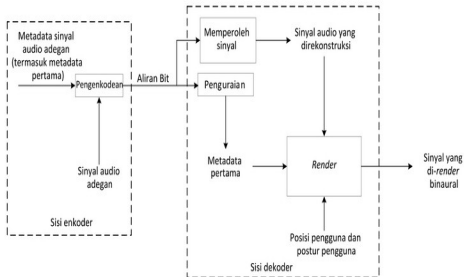 Metadata sinyal
audio adegan
(termasuk metadata
pertama)
Pengenkodean
Aliran Bit
Sinyal audio
adegan
Sisi enkoder
Memperoleh
sinyal
Sinyal audio yang
direkonstruksi
Penguraian
Metadata
pertama
Render
Sinyal yang
di-render
binaural
Posisi pengguna dan
postur pengguna
Sisi dekoder